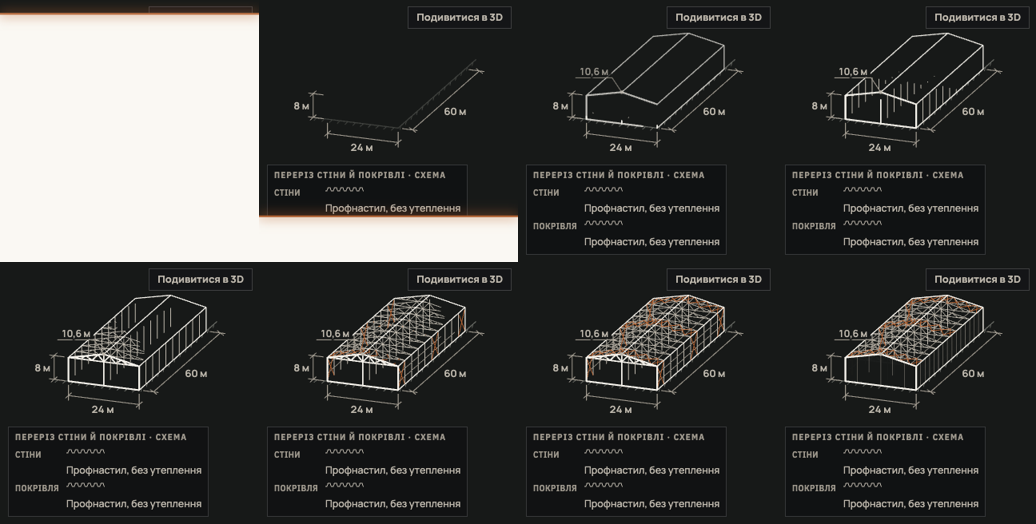 Подивитися в 3D
8 м
60 м
24 м
ПЕРЕРІЗ СТІНИ Й ПОКРІВЛІ · СХЕМА
СТІНИ
Профнастил, без утеплення
Подивитися в 3D
10,6 м
8 м
60 м
24 м
ПЕРЕРІЗ СТІНИ Й ПОКРІВЛІ · СХЕМА
СТІНИ
Профнастил, без утеплення
ПОКРІВЛЯ
Профнастил, без утеплення
Подивитися в 3D
10,6 м
8 м
60 м
24 м
ПЕРЕРІЗ СТІНИ Й ПОКРІВЛІ · СХЕМА
СТІНИ
Профнастил, без утеплення
ПОКРІВЛЯ
Профнастил, без утеплення
Подивитися в 3D
10,6 м
8 м
60 м
24 м
ПЕРЕРІЗ СТІНИ Й ПОКРІВЛІ · СХЕМА
СТІНИ
Профнастил, без утеплення
ПОКРІВЛЯ
Профнастил, без утеплення
Подивитися в 3D
10,6 м
8 м
60 м
24 м
ПЕРЕРІЗ СТІНИ Й ПОКРІВЛІ · СХЕМА
СТІНИ
Профнастил, без утеплення
ПОКРІВЛЯ
Профнастил, без утеплення
Подивитися в 3D
10,6 м
8 м
60 м
24 м
ПЕРЕРІЗ СТІНИ Й ПОКРІВЛІ · СХЕМА
СТІНИ
Профнастил, без утеплення
ПОКРІВЛЯ
Профнастил, без утеплення
Подивитися в 3D
10,6 м
8 м
60 м
24 м
ПЕРЕРІЗ СТІНИ Й ПОКРІВЛІ · СХЕМА
СТІНИ
Профнастил, без утеплення
ПОКРІВЛЯ
Профнастил, без утеплення